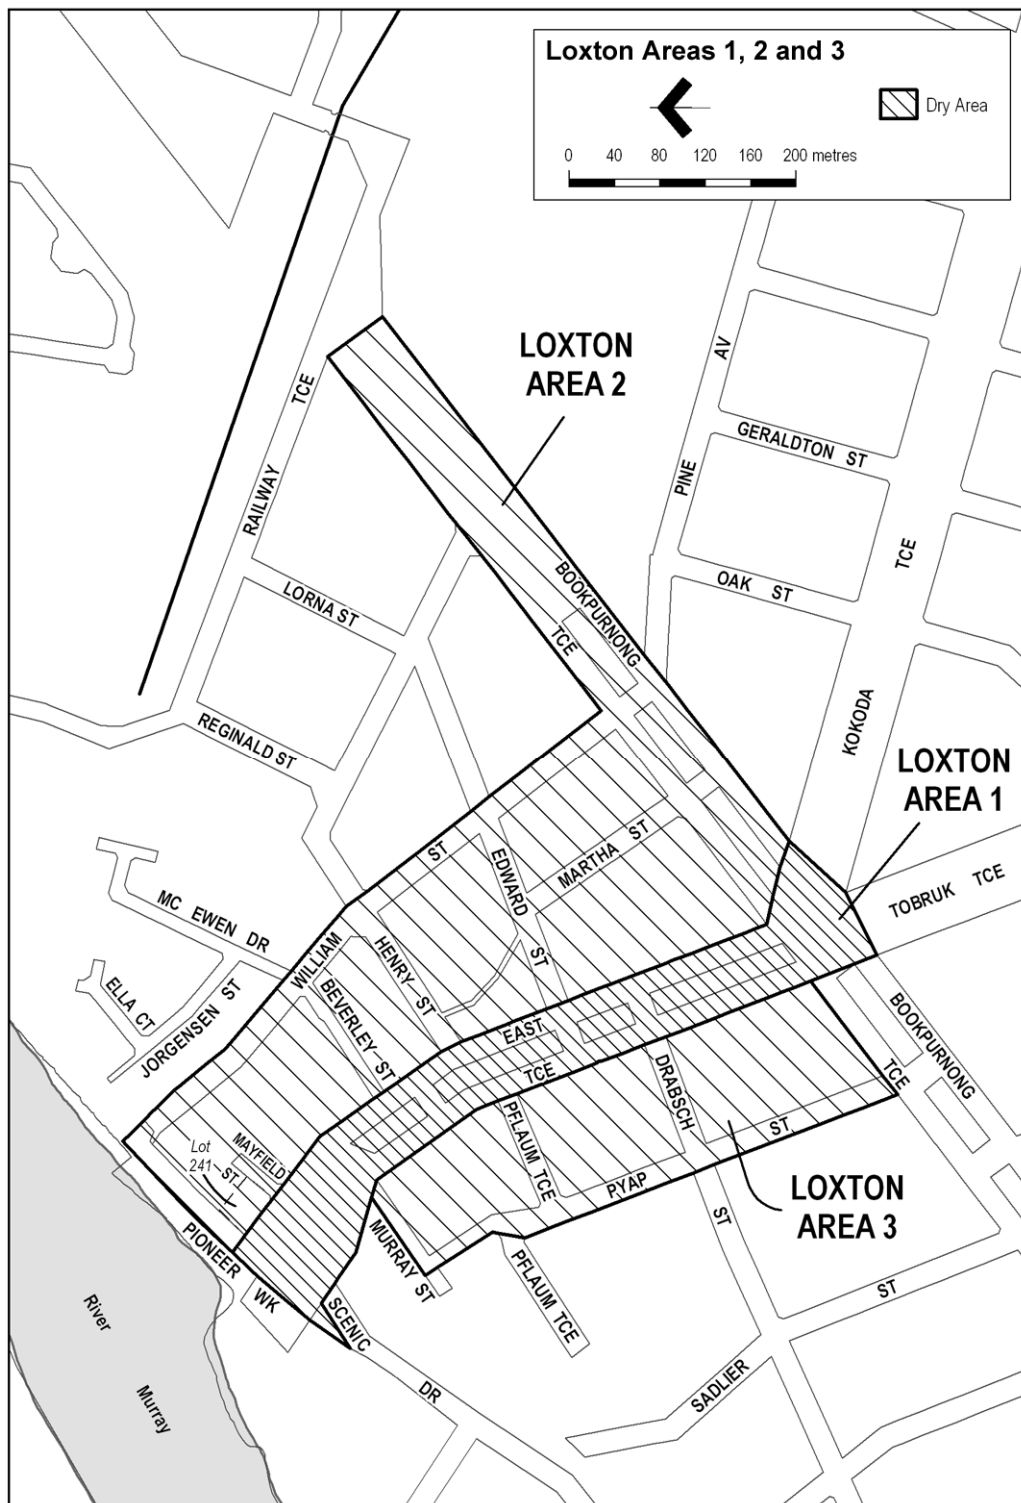 Loxton Areas 1, 2 and 3
Dry Area
0 40 80 120 160 200 metres
LOXTON
AREA 2
AV
TCE
GERALDTON ST
RAILWAY
PINE
TCE
BOOKPURNONG
OAK ST
LORNA ST
TCE
KOKODA
REGINALD ST
LOXTON
AREA 1
ST
MARTHA ST
EDWARD
TOBRUK TCE
MC EWEN DR
WILLIAM
HENRY ST
ST
ELLA CT
JORGENSEN ST
BEVERLEY ST
EAST
BOOKPURNONG
TCE
DRABSCH
TCE
PFLAUM TCE
ST
MAYFIELD
Lot
241
ST
PYAP
LOXTON
AREA 3
MURRAY ST
ST
PIONEER
WK
PFLAUM TCE
ST
River
SCENIC
DR
SADLIER
Murray